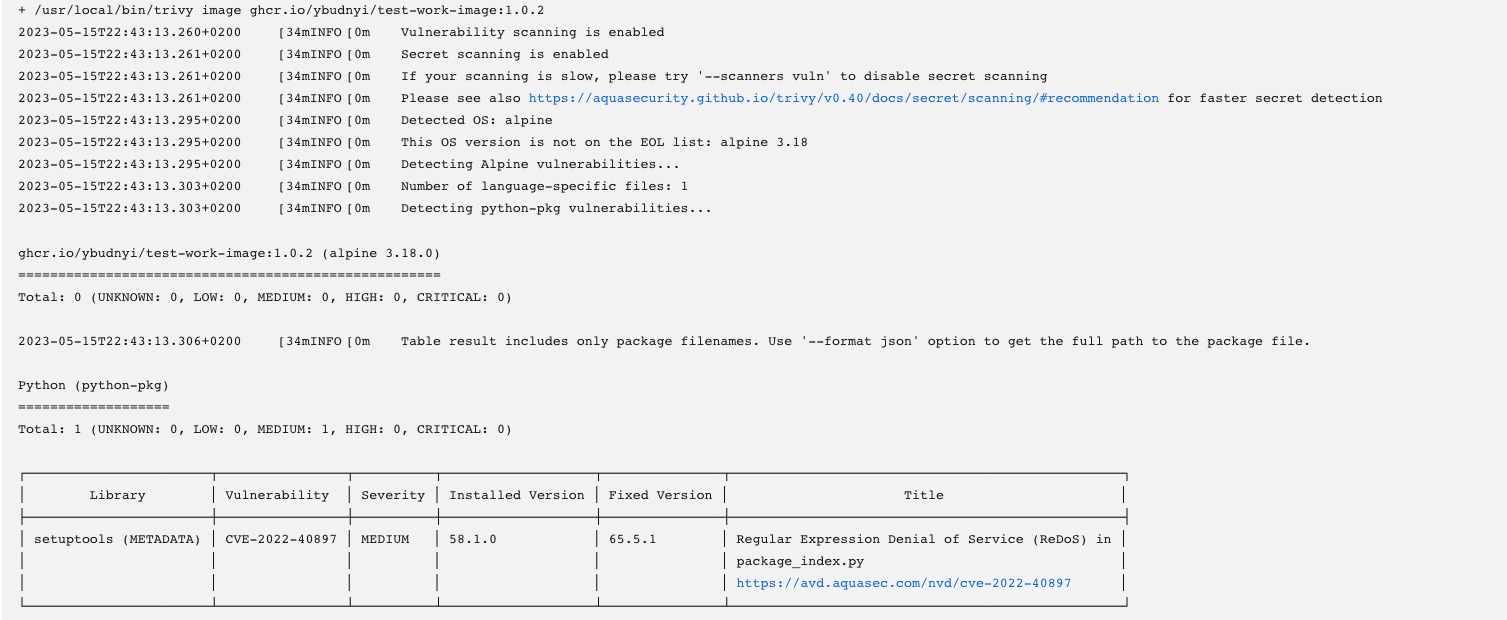 + /usr/local/bin/trivy image ghcr.io/ybudnyi/test-work-image:1.0.2
2023-05-15T22:43:13.260+0200 [34mINFO[0m Vulnerability scanning is enabled
2023-05-15T22:43:13.261+0200 [34mINFO[0m Secret scanning is enabled
2023-05-15T22:43:13.261+0200 [34mINFO[0m If your scanning is slow, please try '--scanners vuln' to disable secret scanning
2023-05-15T22:43:13.261+0200 [34mINFO[0m Please see also https://aquasecurity.github.io/trivy/v0.40/docs/secret/scanning/#recommendation for faster secret detection
2023-05-15T22:43:13.295+0200 [34mINFO[0m Detected OS: alpine
2023-05-15T22:43:13.295+0200 [34mINFO[0m This OS version is not on the EOL list: alpine 3.18
2023-05-15T22:43:13.295+0200 [34mINFO[0m Detecting Alpine vulnerabilities...
2023-05-15T22:43:13.303+0200 [34mINFO[0m Number of language-specific files: 1
2023-05-15T22:43:13.303+0200 [34mINFO[0m Detecting python-pkg vulnerabilities...
ghcr.io/ybudnyi/test-work-image:1.0.2 (alpine 3.18.0)
=====================================================
Total: 0 (UNKNOWN: 0, LOW: 0, MEDIUM: 0, HIGH: 0, CRITICAL: 0)
2023-05-15T22:43:13.306+0200 [34mINFO[0m Table result includes only package filenames. Use '--format json' option to get the full path to the package file.
Python (python-pkg)
===================
Total: 1 (UNKNOWN: 0, LOW: 0, MEDIUM: 1, HIGH: 0, CRITICAL: 0)
Library Vulnerability Severity Installed Version Fixed Version Title
setuptools (METADATA) CVE-2022-40897 MEDIUM 58.1.0 65.5.1 Regular Expression Denial of Service (ReDoS) in
package_index.py
https://avd.aquasec.com/nvd/cve-2022-40897